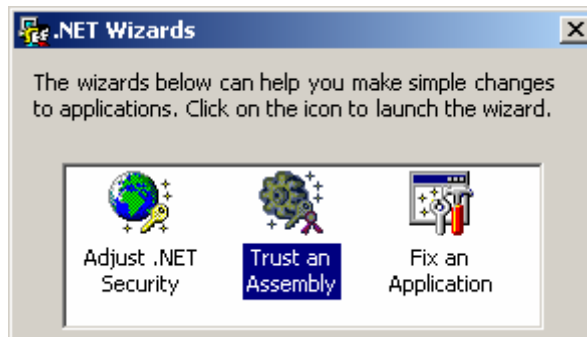 .NET Wizards
The wizards below can help you make simple changes
to applications. Click on the icon to launch the wizard.
Adjust .NET
Security
Trust an
Assembly
Fix an
Application